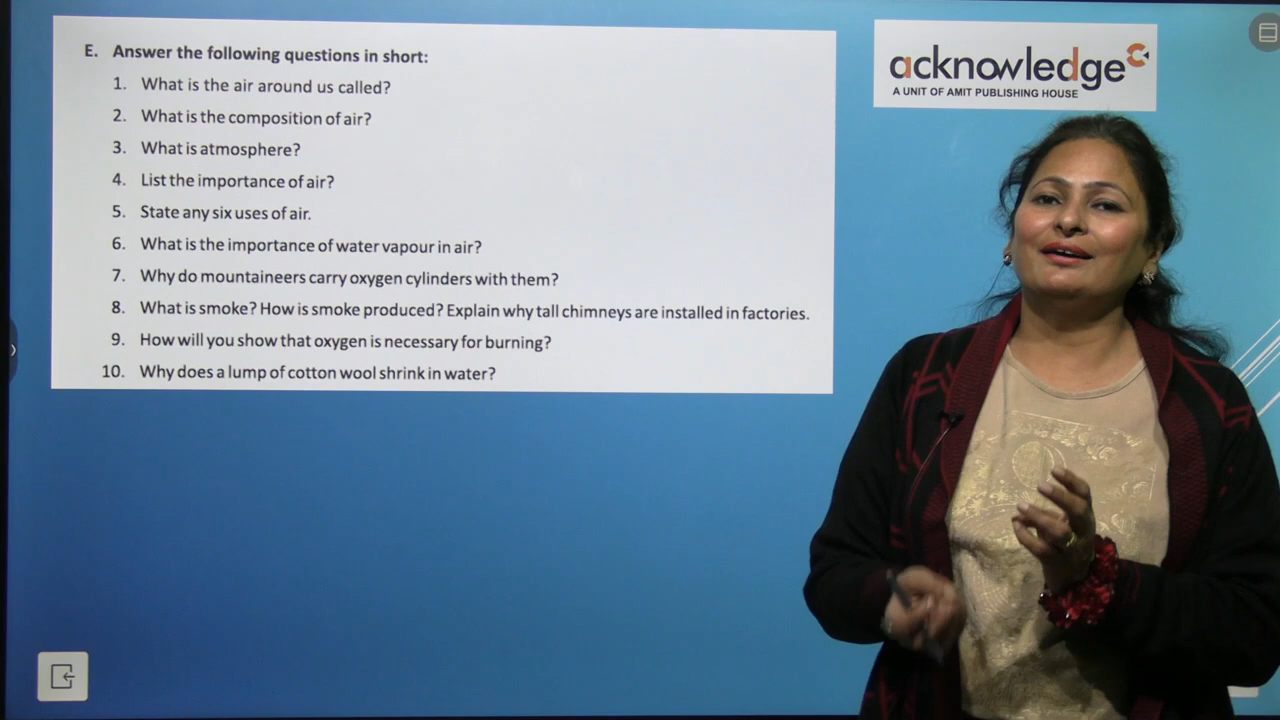 E. Answer the following questions in short:
1. What is the air around us called?
2. What is the composition of air?
3. What is atmosphere?
4. List the importance of air?
5. State any six uses of air.
6. What is the importance of water vapour in air?
7. Why do mountaineers carry oxygen cylinders with them?
8. What is smoke? How is smoke produced? Explain why tall chimneys are installed in factories.
9. How will you show that oxygen is necessary for burning?
10. Why does a lump of cotton wool shrink in water?
acknowledge
A UNIT OF AMIT PUBLISHING HOUSE